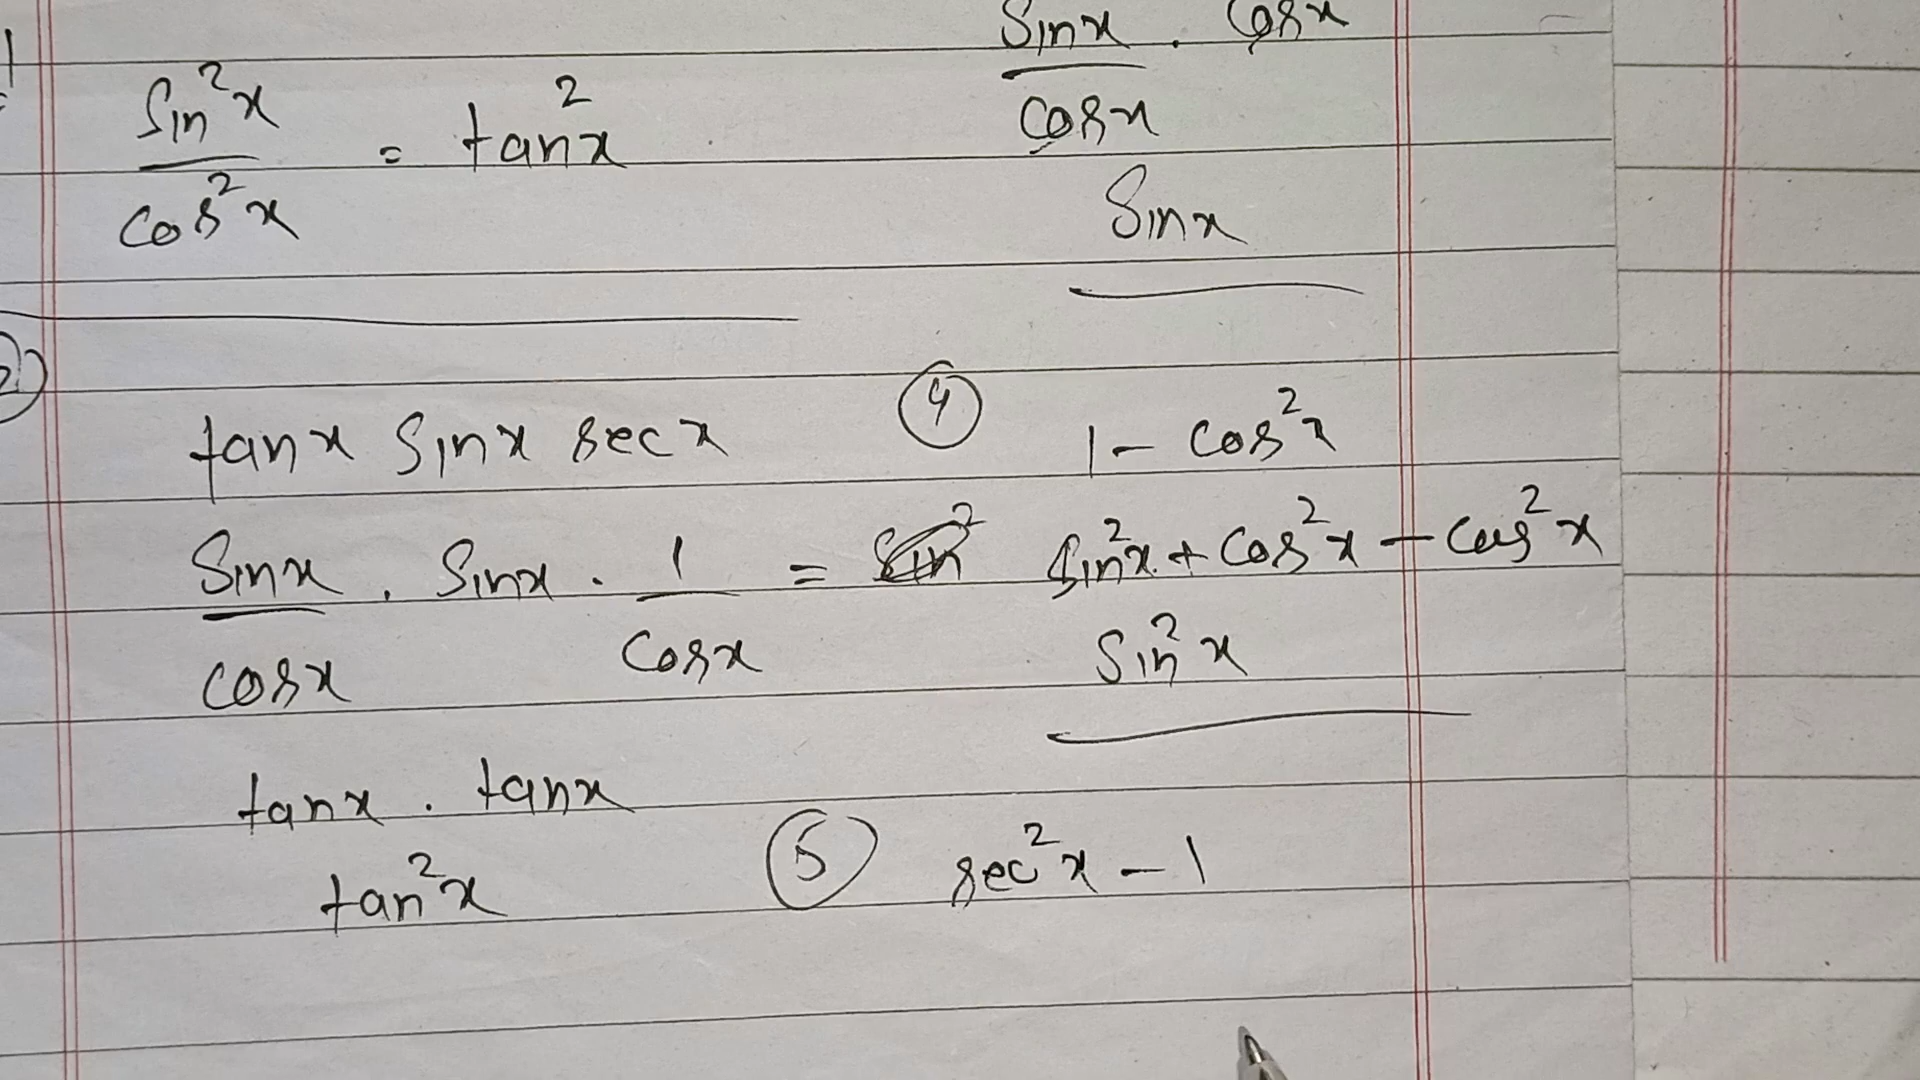 sin²x / cos²x = tan²x
sinx / cosx . cosx
sinx
2
tanx sinx secx
sinx / cosx . sinx . 1 / cosx =
tanx . tanx
tan²x
4
1 - cos²x
sin²x + cos²x - cos²x
sin²x
5
sec²x - 1